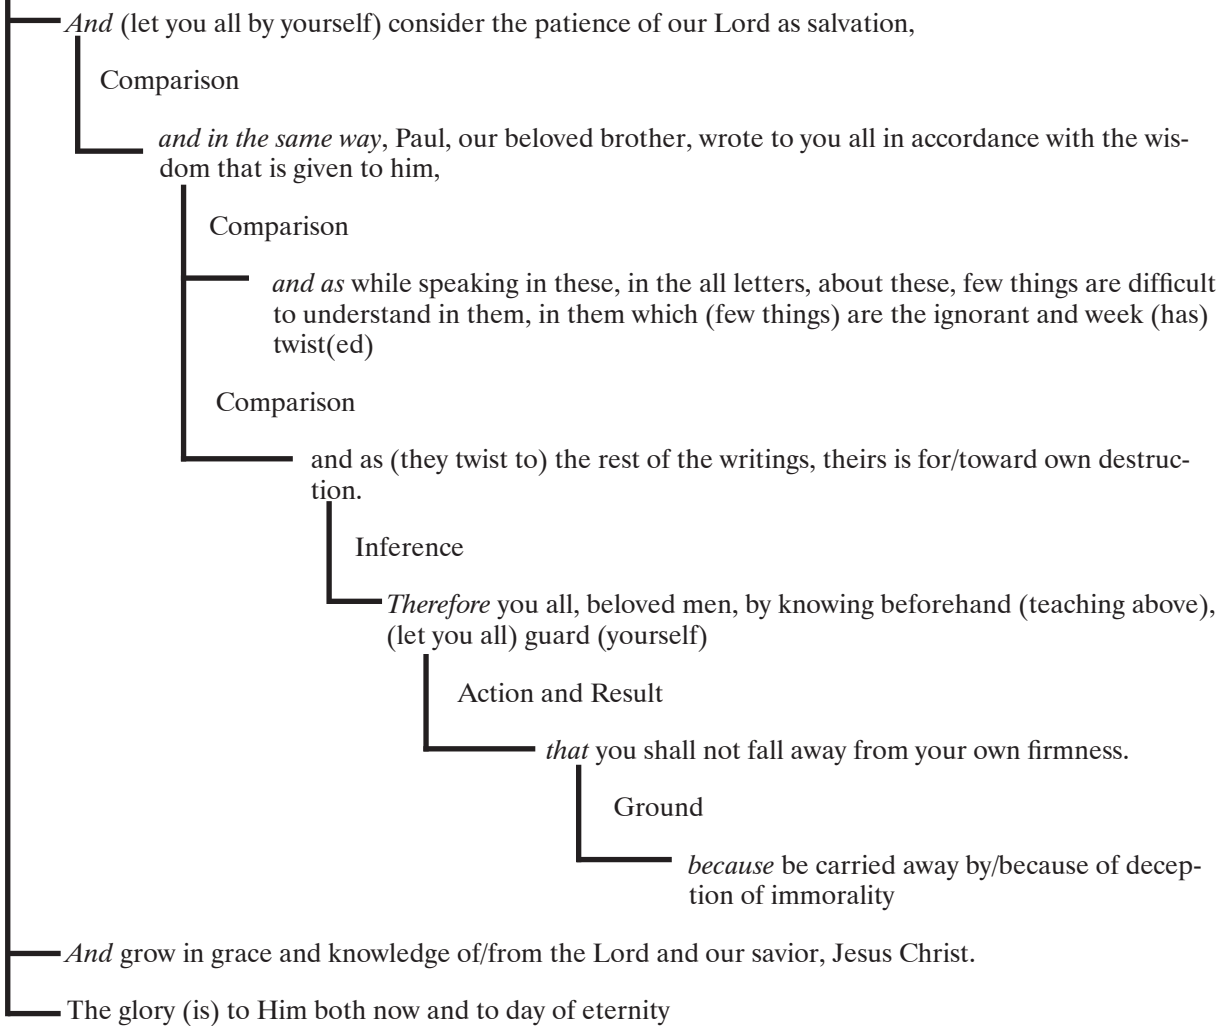 And (let you all by yourself) consider the patience of our Lord as salvation,
Comparison
and in the same way, Paul, our beloved brother, wrote to you all in accordance with the wis-
dom that is given to him,
Comparison
and as while speaking in these, in the all letters, about these, few things are difficult
to understand in them, in them which (few things) are the ignorant and week (has)
twist(ed)
Comparison
and as (they twist to) the rest of the writings, theirs is for/toward own destruc-
tion.
Inference
Therefore you all, beloved men, by knowing beforehand (teaching above),
(let you all) guard (yourself)
Action and Result
that you shall not fall away from your own firmness.
Ground
because be carried away by/because of decep-
tion of immorality
And grow in grace and knowledge of/from the Lord and our savior, Jesus Christ.
The glory (is) to Him both now and to day of eternity